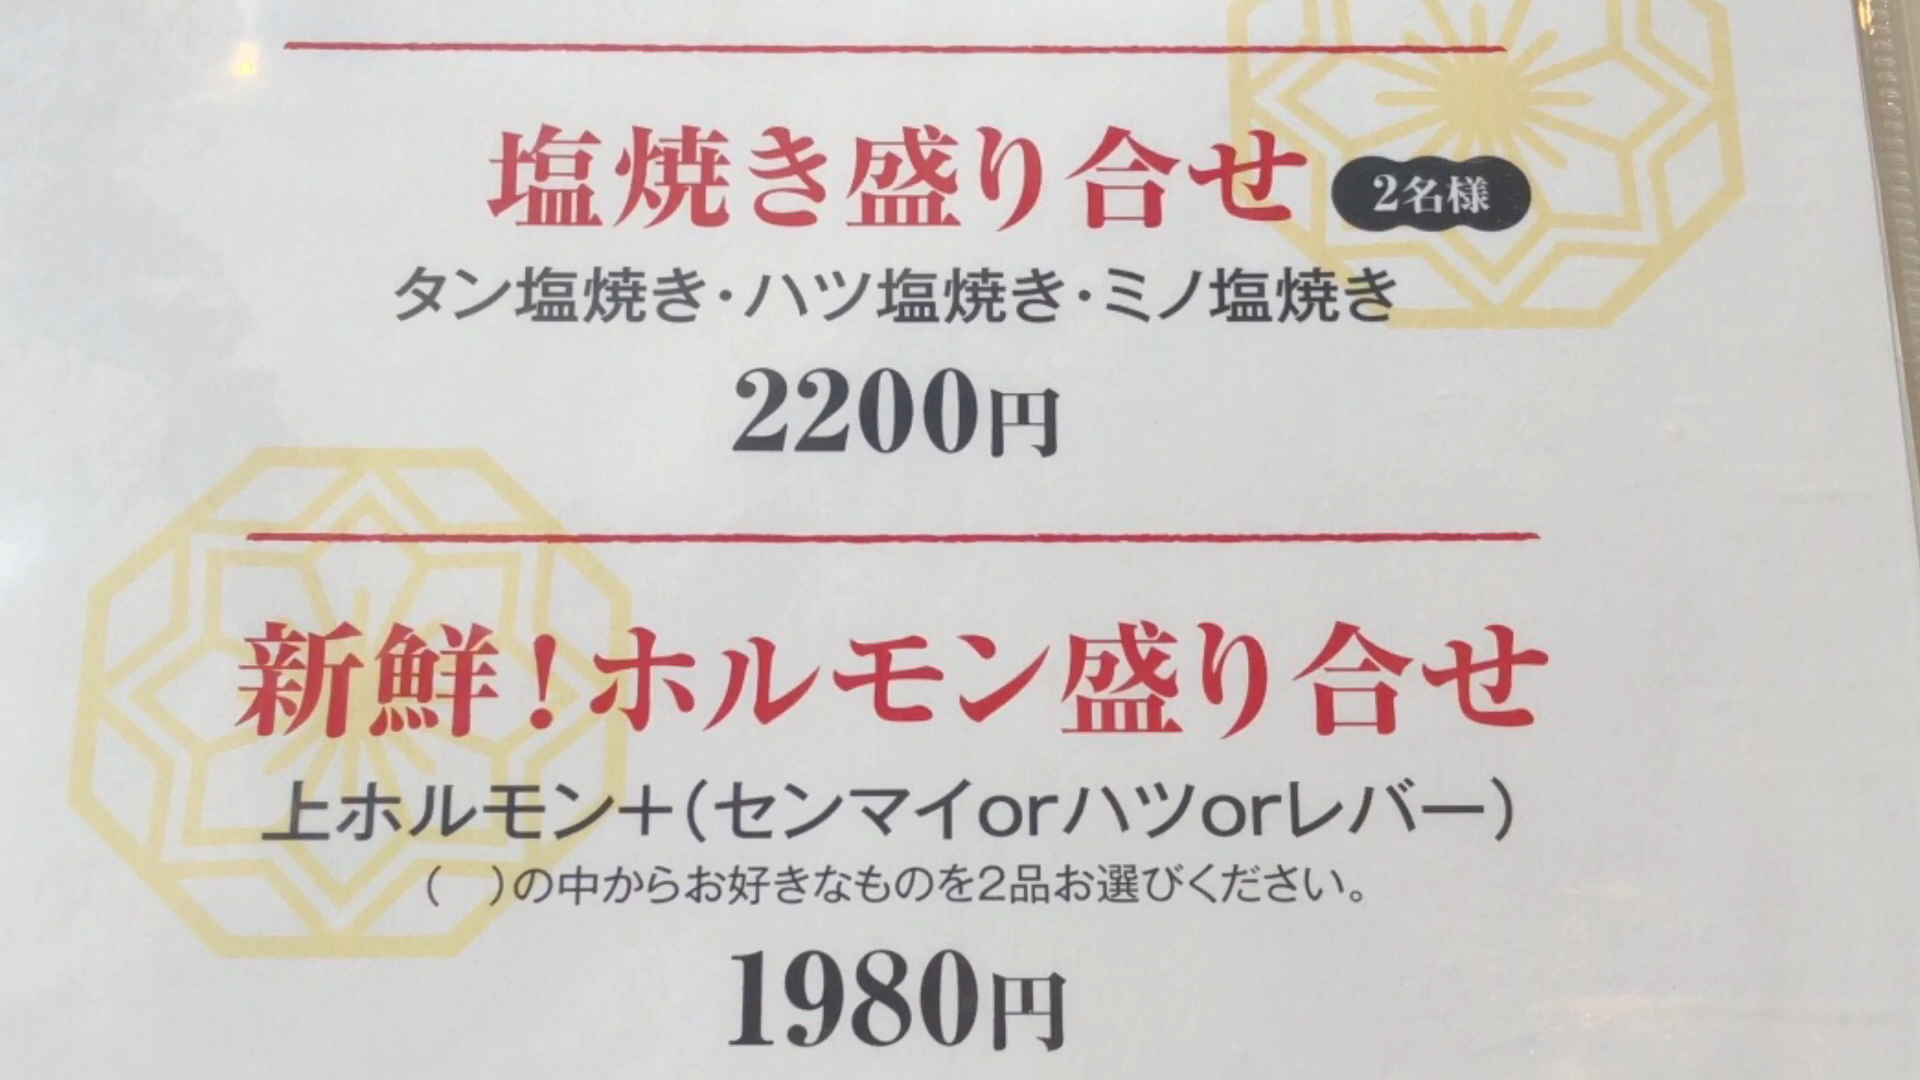 塩焼き盛り合せ 2名様
タン塩焼き・ハツ塩焼き・ミノ塩焼き
2200円
新鮮!ホルモン盛り合せ
上ホルモン+(センマイorハツorレバー)
( )の中からお好きなものを2品お選びください。
1980円